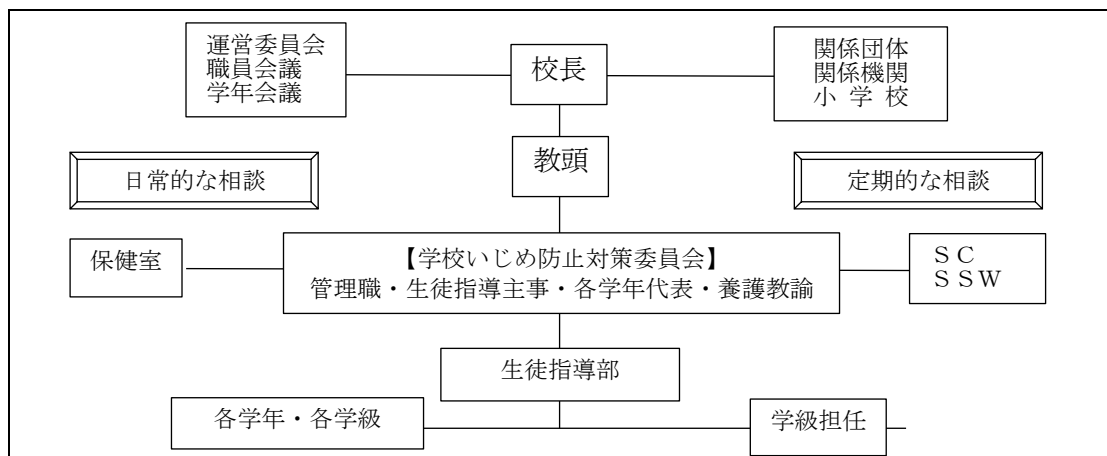 運営委員会
職員会議
学年会議
校長
関係団体
関係機関
小 学 校
教頭
日常的な相談
定期的な相談
保健室
【学校いじめ防止対策委員会】
管理職・生徒指導主事・各学年代表・養護教諭
ＳＣ
ＳＳＷ
生徒指導部
各学年・各学級
学級担任